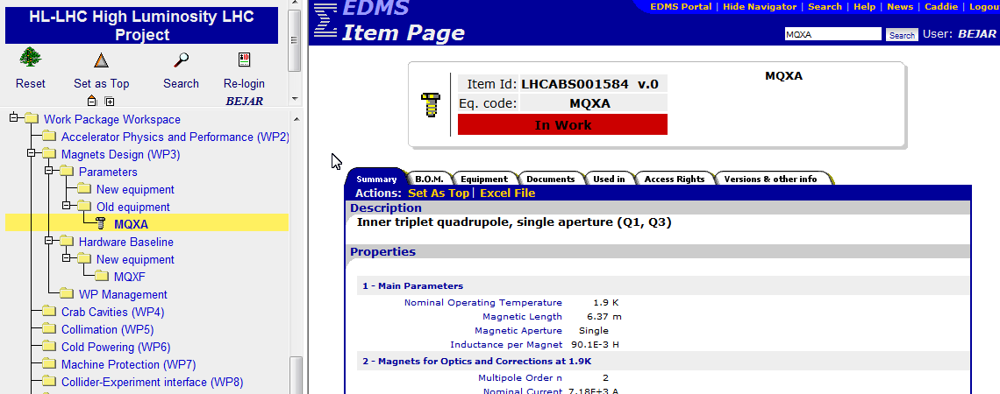 HL-LHC High Luminosity LHC
Project
Reset
Set as Top
Search
Re-login
BEJAR
Work Package Workspace
Accelerator Physics and Performance (WP2)
Magnets Design (WP3)
Parameters
New equipment
Old equipment
MQXA
Hardware Baseline
New equipment
MQXF
WP Management
Crab Cavities (WP4)
Collimation (WP5)
Cold Powering (WP6)
Machine Protection (WP7)
Collider-Experiment interface (WP8)
EDMS
Item Page
EDMS Portal | Hide Navigator | Search | Help | News | Caddie | Logou
MQXA Search User: BEJAR
Item Id: LHCABS001584 v.0
Eq. code: MQXA
In Work
MQXA
Summary B.O.M. Equipment Documents Used in Access Rights Versions & other info
Actions: Set As Top | Excel File
Description
Inner triplet quadrupole, single aperture (Q1, Q3)
Properties
1 - Main Parameters
Nominal Operating Temperature 1.9 K
Magnetic Length 6.37 m
Magnetic Aperture Single
Inductance per Magnet 90.1E-3 H
2 - Magnets for Optics and Corrections at 1.9K
Multipole Order n 2
Nominal Current 7.18E+3 A